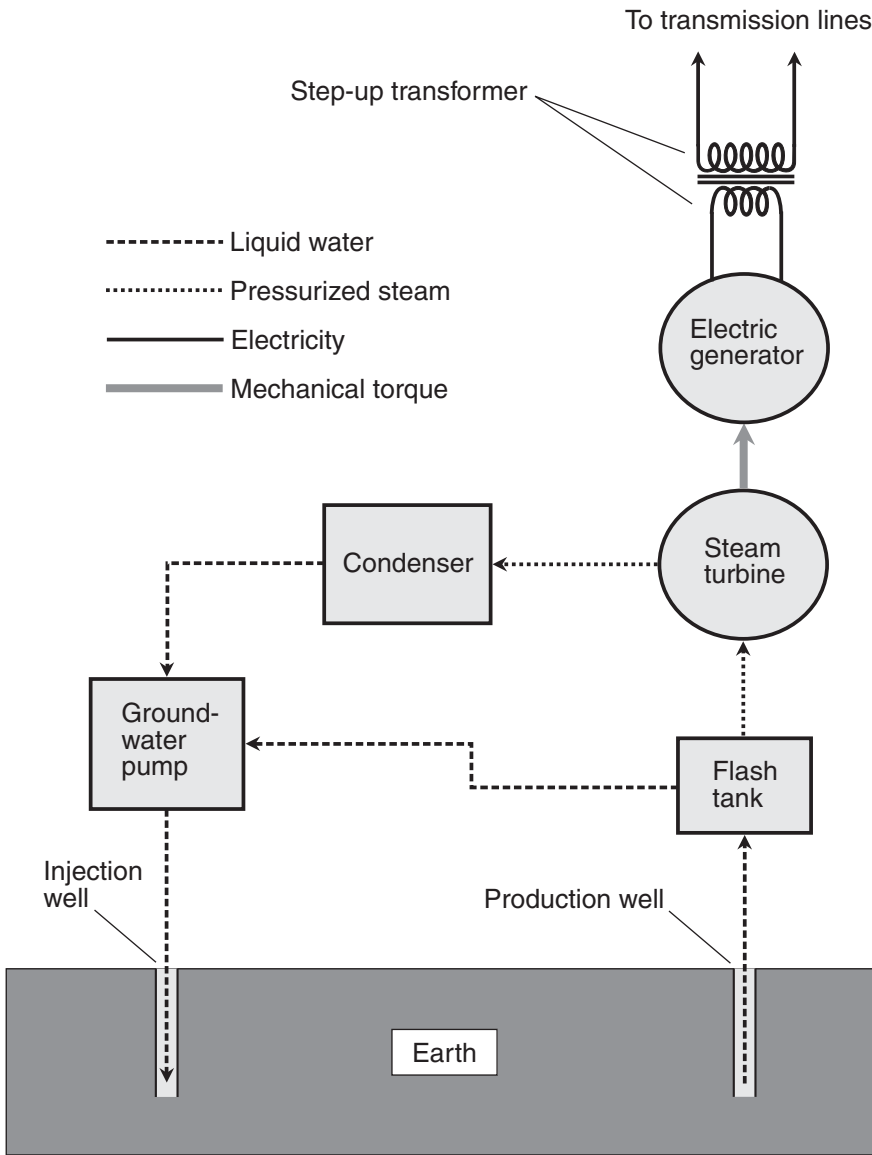 To transmission lines
Step-up transformer
Liquid water
Pressurized steam
Electricity
Mechanical torque
Electric
generator
Steam
turbine
Condenser
Ground-
water
pump
Flash
tank
Injection
well
Production well
Earth